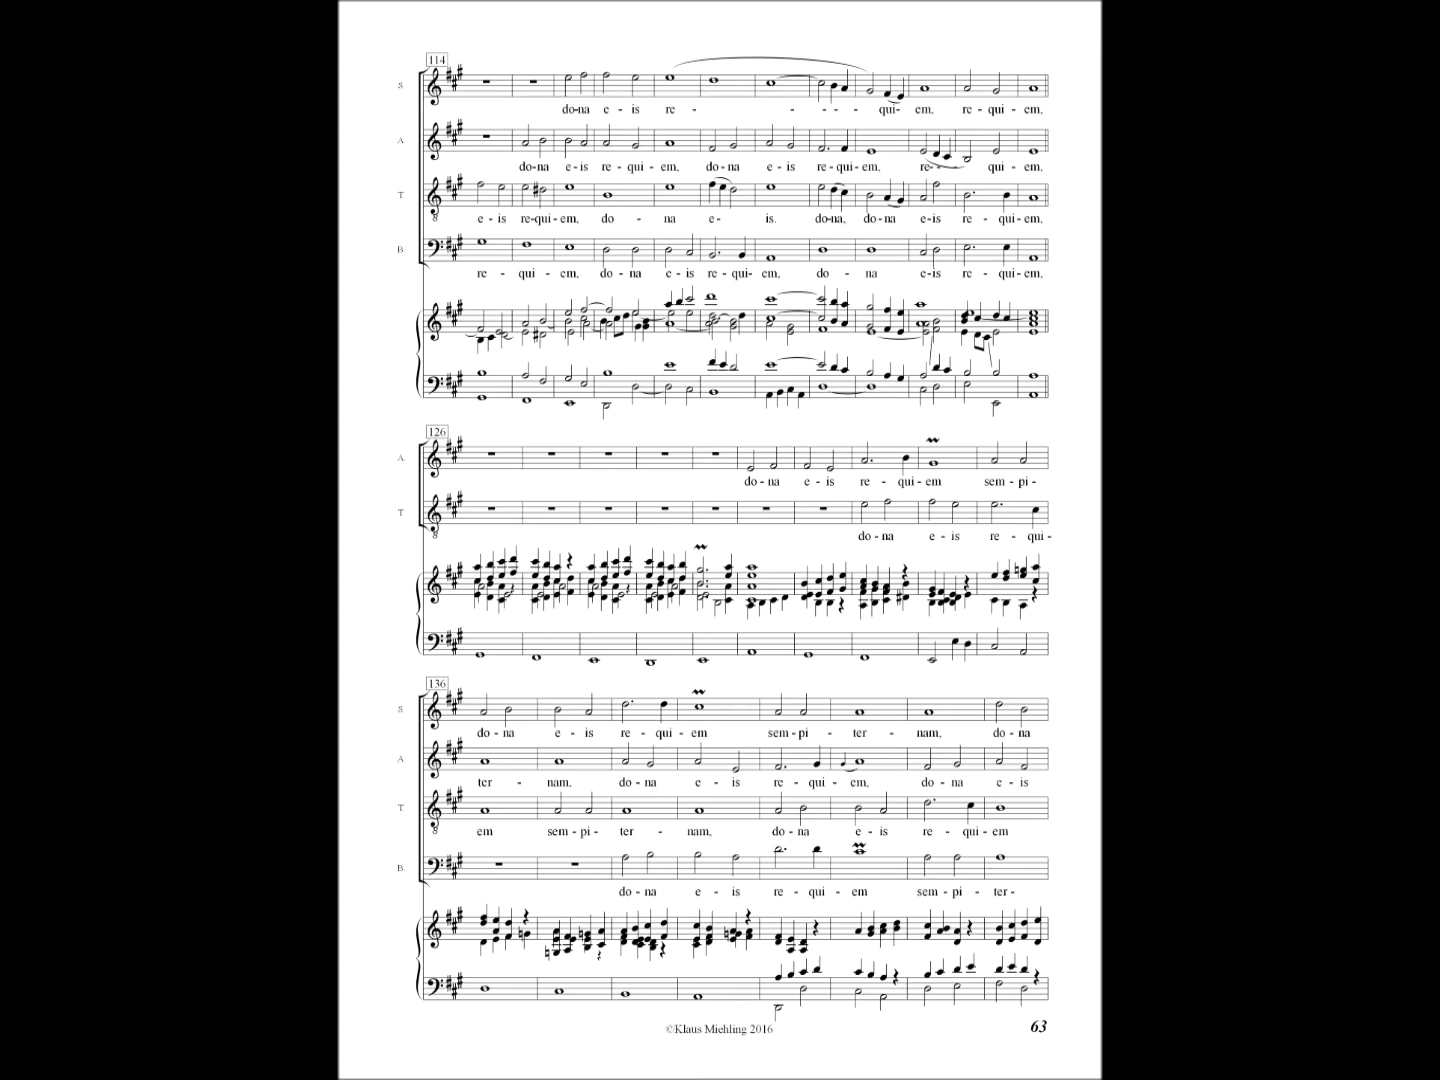 114
S
do-na e - is re - - - - - qui- em, re - qui - em,
A
do-na e - is re - qui - em, do - na e - is re - qui - em, re- - qui - em,
T
e - is re-qui-em, do - na e - is. do-na, do-na e-is re - qui-em,
B
re - qui - em, do - na e - is re - qui- em, do - na e-is re - qui - em,
126
A
do - na e - is re - qui - em sem - pi -
T
do - na e - is re - qui -
136
S
do - na e - is re - qui - em sem - pi - ter - nam, do - na
A
ter - nam, do - na e - is re - qui - em, do - na e - is
T
em sem - pi - ter - nam, do - na e - is re - qui - em
B
do - na e - is re - qui - em sem - pi - ter -
©Klaus Miehling 2016
63